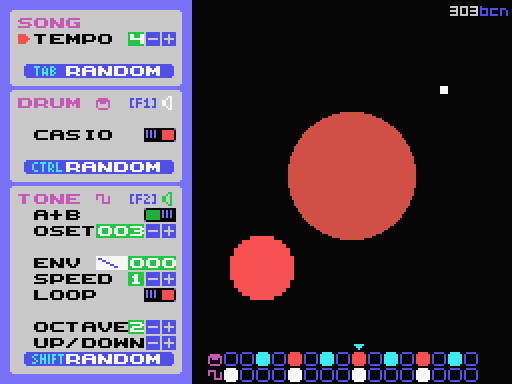 303bcn
SONG
TEMPO 4 - +
TAB RANDOM
DRUM [F1]
CASIO
CTRL RANDOM
TONE [F2]
A+B
OSET 003 - +
ENV 000
SPEED 1 - +
LOOP
OCTAVE 2 - +
UP/DOWN - +
SHIFT RANDOM